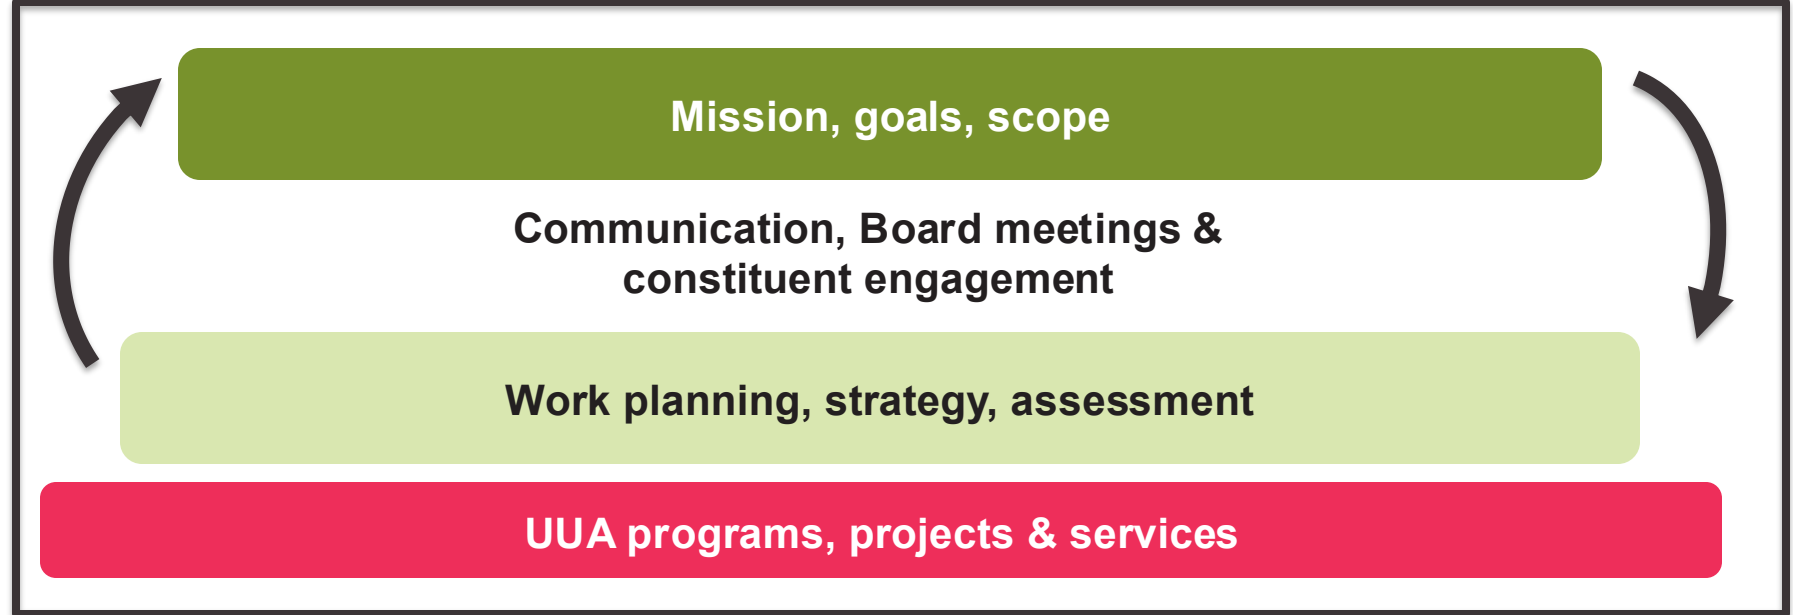 Mission, goals, scope
Communication, Board meetings &
constituent engagement
Work planning, strategy, assessment
UUA programs, projects & services